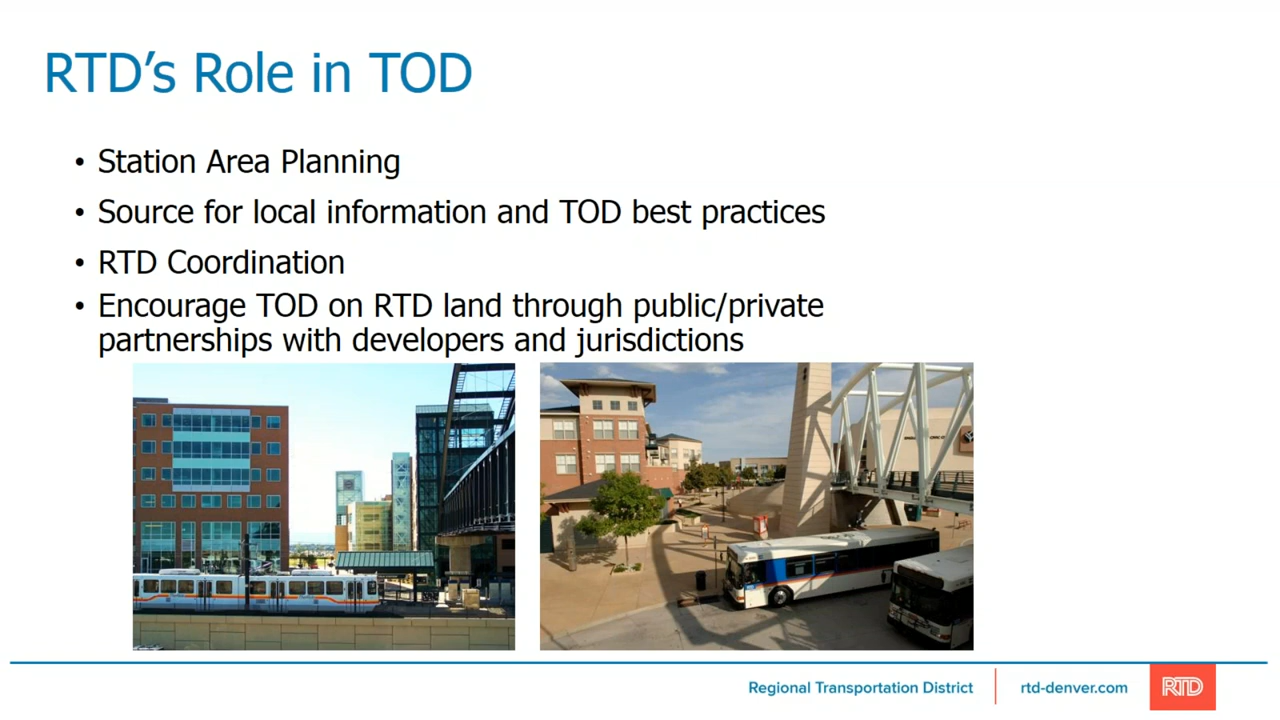 RTD’s Role in TOD
• Station Area Planning
• Source for local information and TOD best practices
• RTD Coordination
• Encourage TOD on RTD land through public/private
partnerships with developers and jurisdictions
Regional Transportation District
rtd-denver.com
RTD